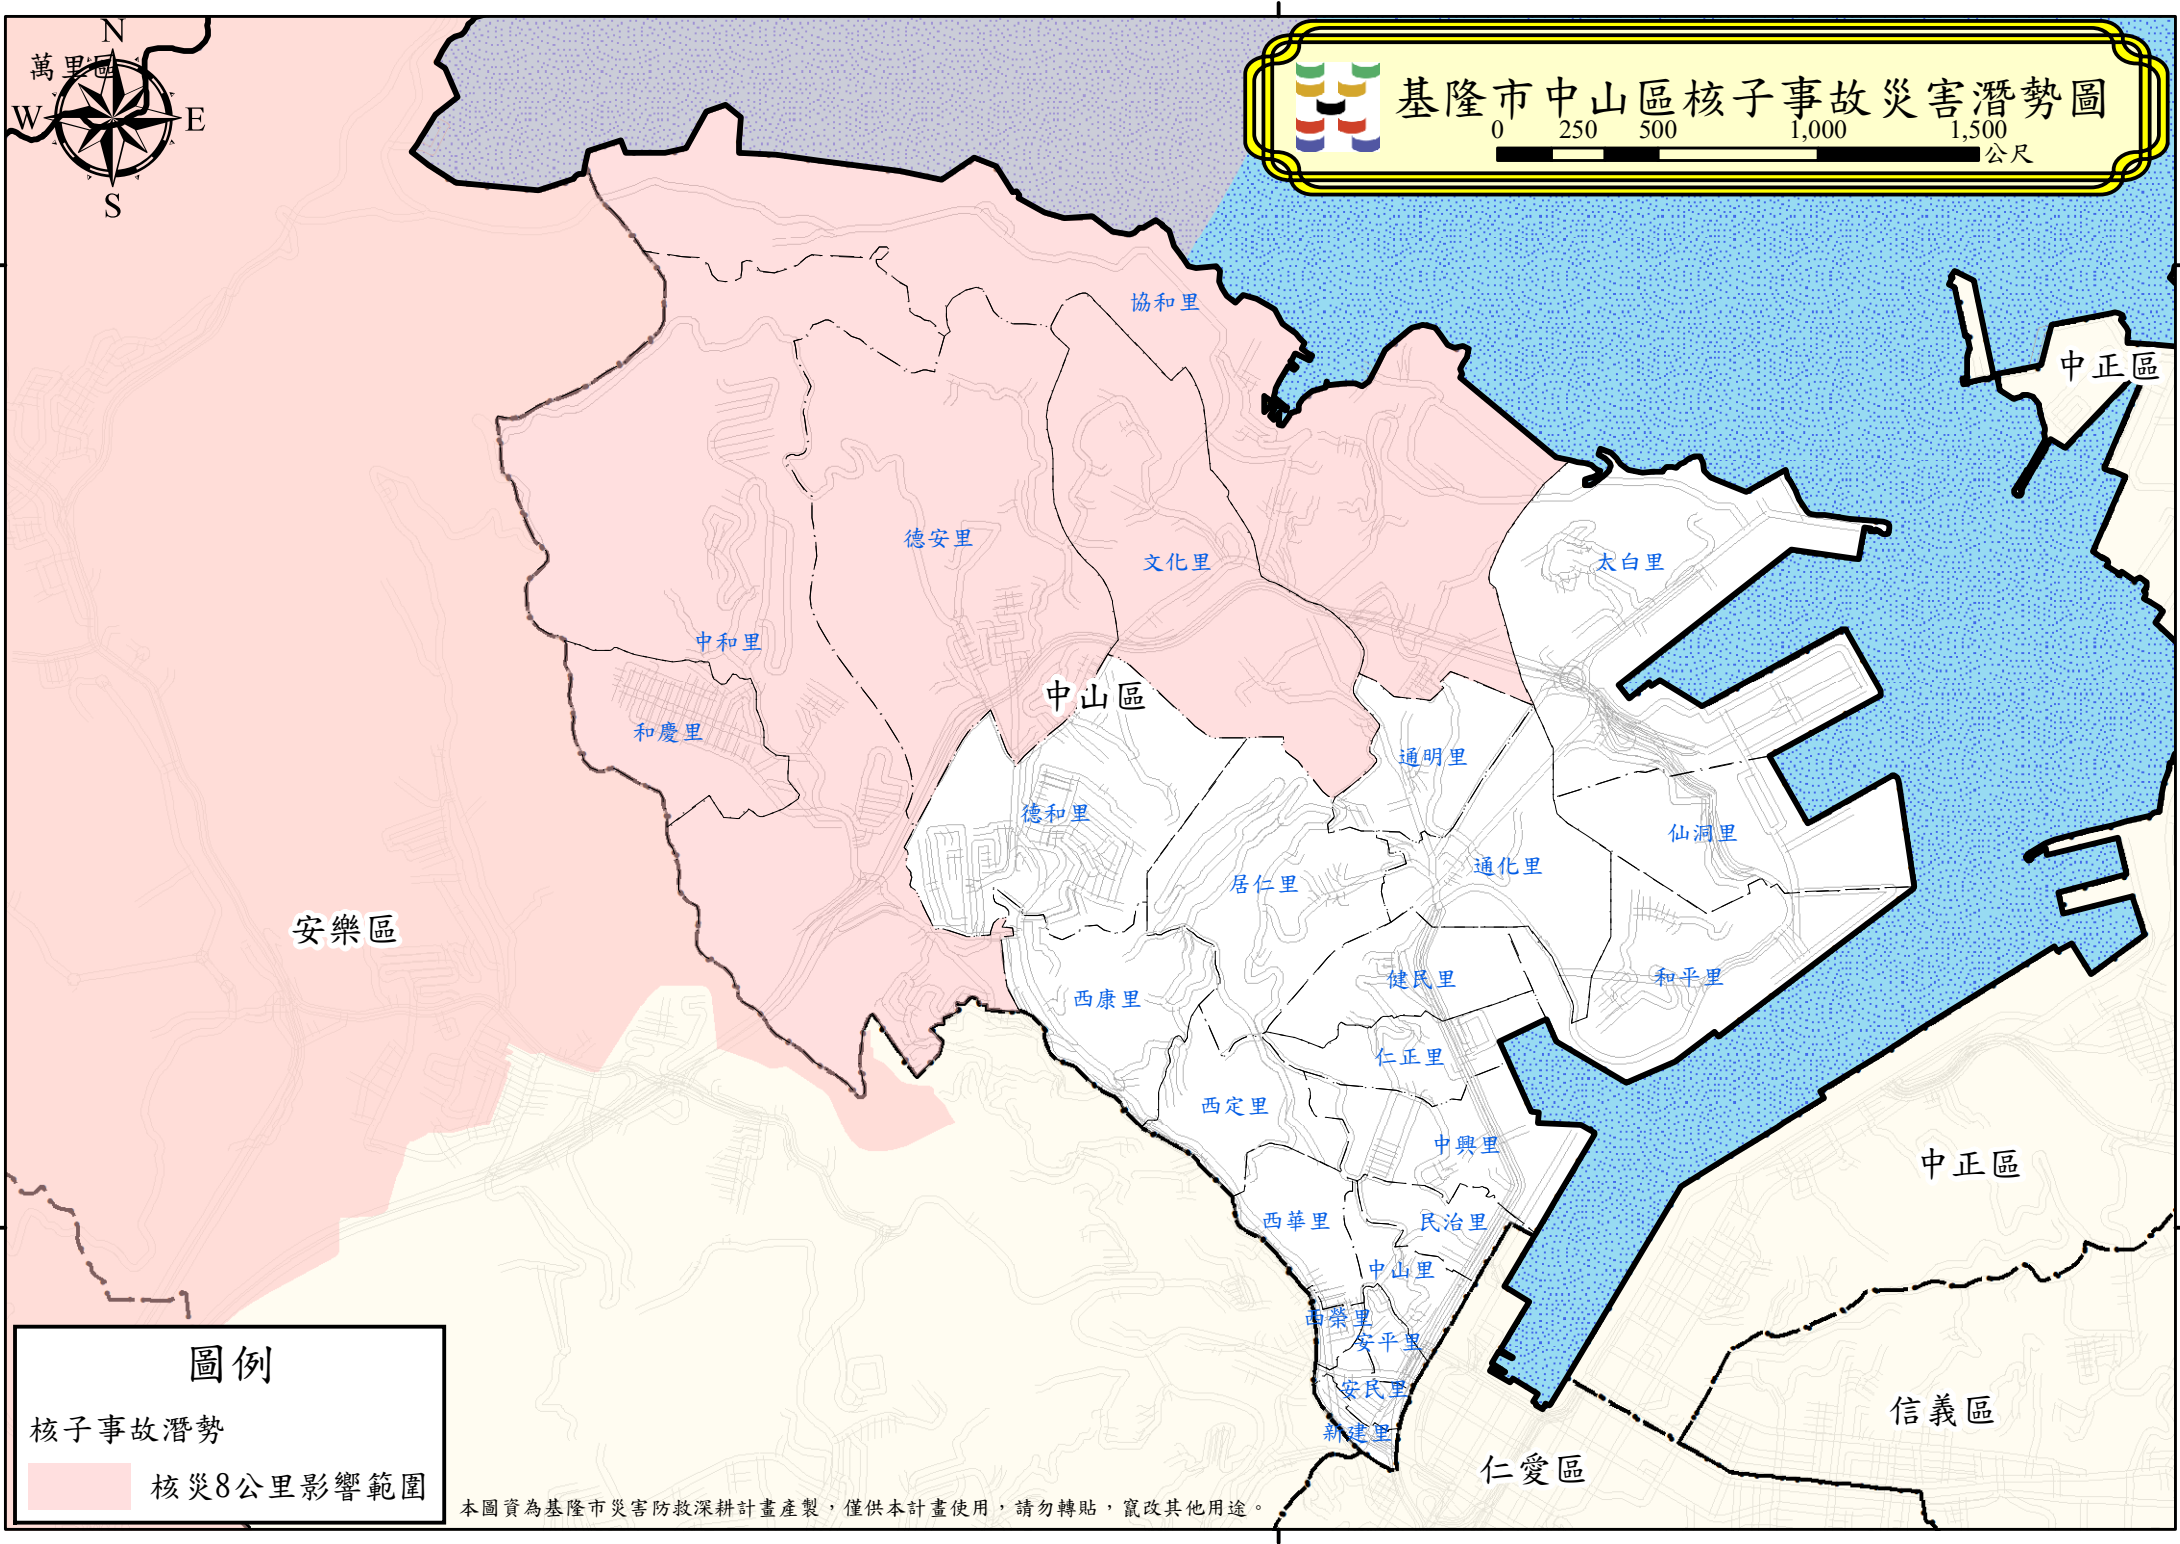 N
萬里區
W
E
S
基隆市中山區核子事故災害潛勢圖
0 250 500 1,000 1,500
公尺
協和里
中正區
德安里
文化里
太白里
中和里
中山區
和慶里
通明里
德和里
仙洞里
通化里
居仁里
安樂區
健民里
和平里
西康里
仁正里
西定里
中興里
中正區
西華里
民治里
中山里
西榮里
安平里
安民里
新建里
信義區
仁愛區
圖例
核子事故潛勢
核災8公里影響範圍
本圖資為基隆市災害防救深耕計畫產製，僅供本計畫使用，請勿轉貼，竄改其他用途。